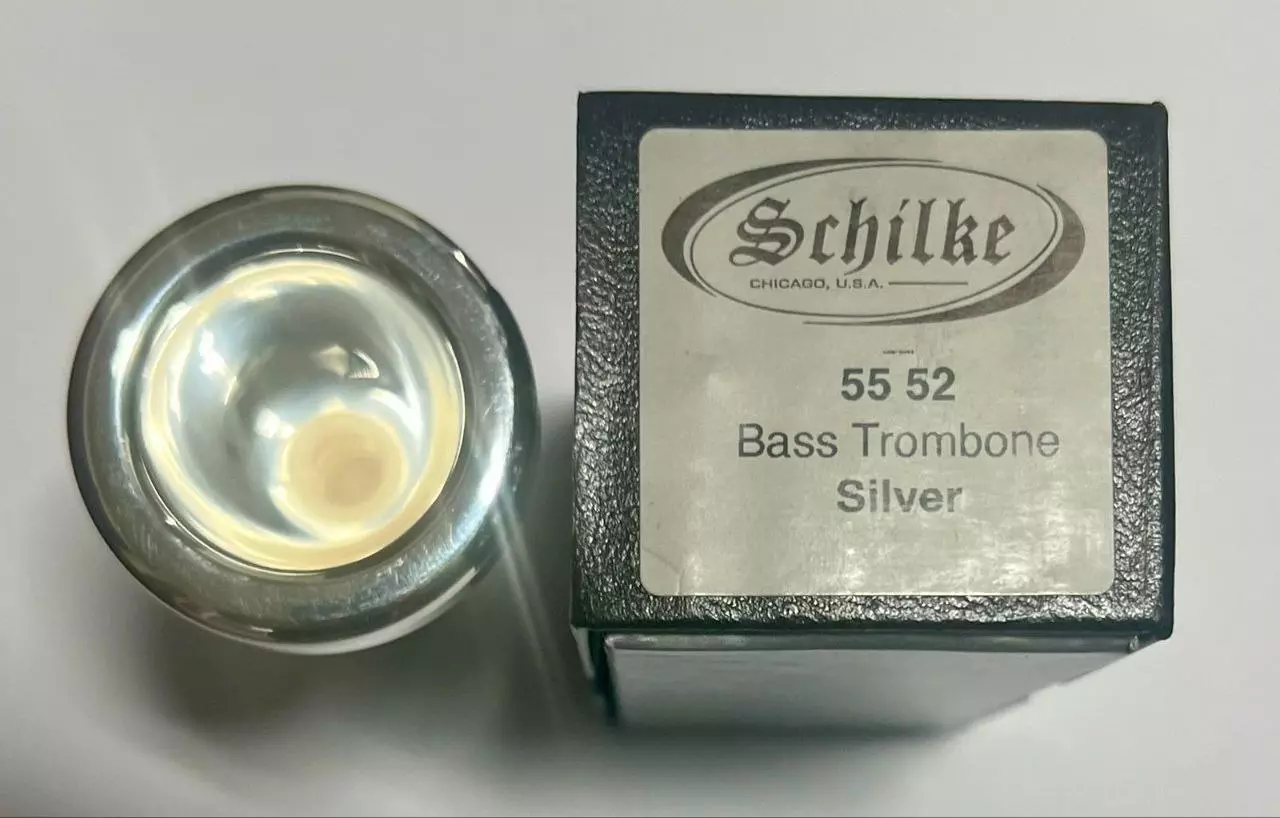 Schilke
CHICAGO, U.S.A.
55 52
Bass Trombone
Silver